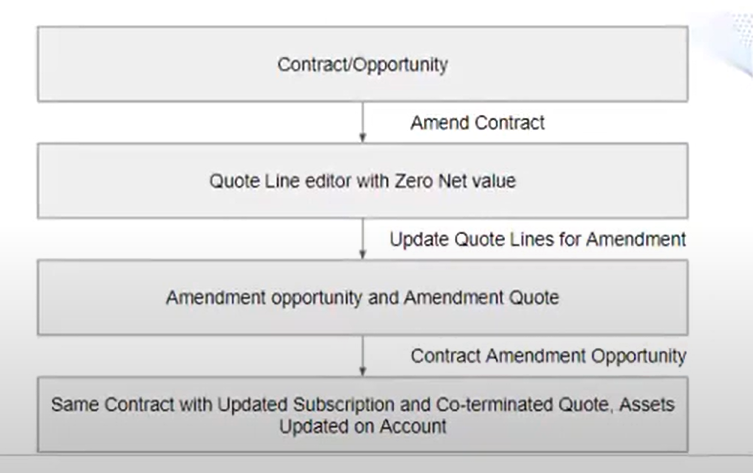 Contract/Opportunity
Amend Contract
Quote Line editor with Zero Net value
Update Quote Lines for Amendment
Amendment opportunity and Amendment Quote
Contract Amendment Opportunity
Same Contract with Updated Subscription and Co-terminated Quote, Assets
Updated on Account